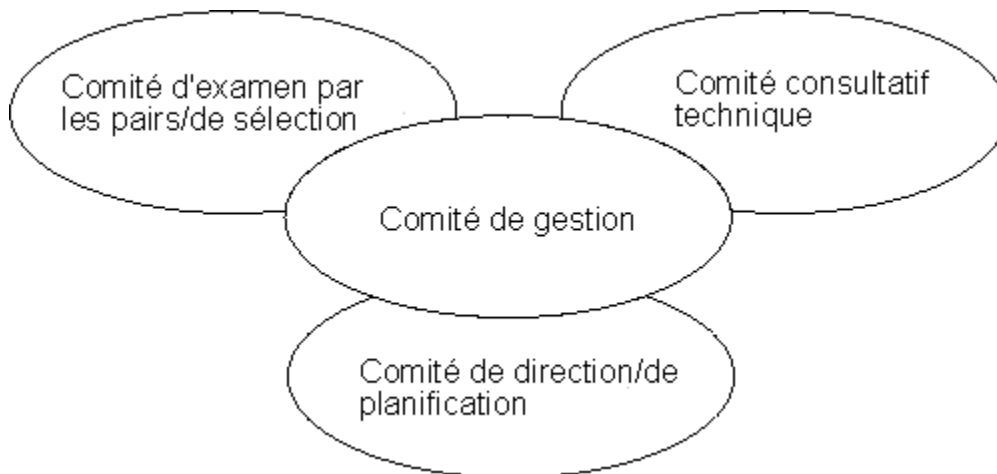 Comité d'examen par
les pairs/de sélection
Comité consultatif
technique
Comité de gestion
Comité de direction/de
planification